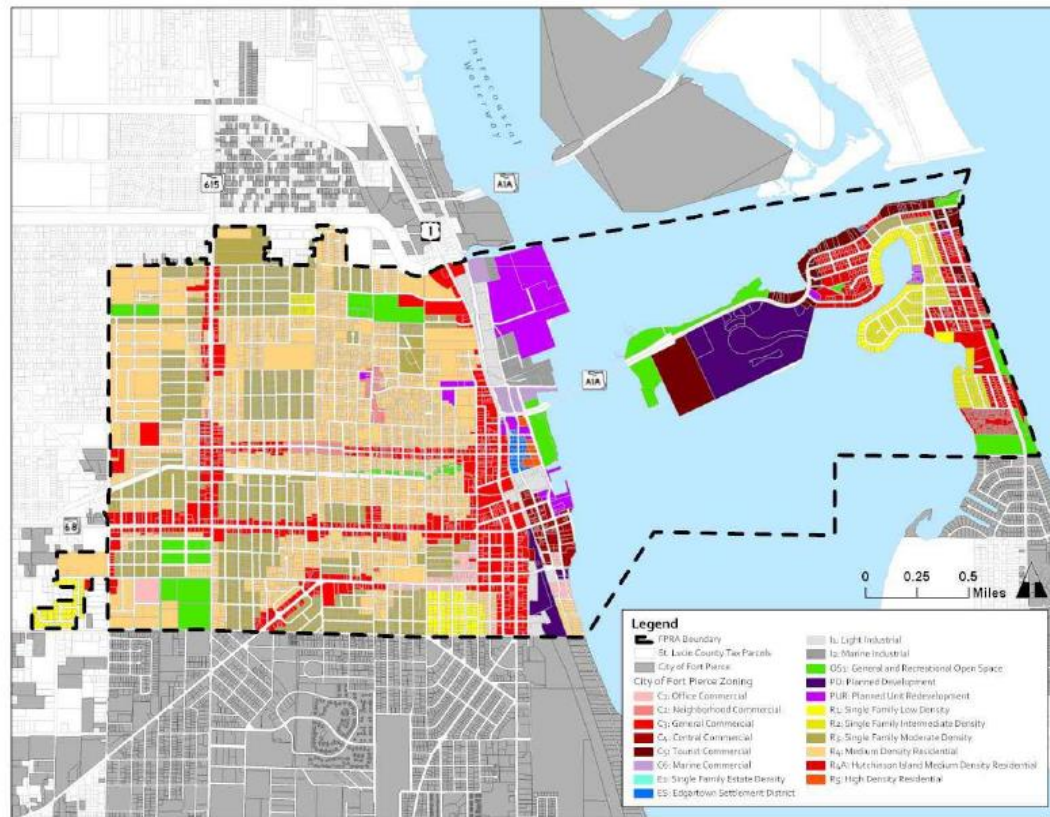 Intracoastal
Waterway
615
A1A
1
A1A
68
0 0.25 0.5
Miles
Legend
FPRA Boundary
St. Lucie County Tax Parcels
City of Fort Pierce
City of Fort Pierce Zoning
C1: Office Commercial
C2: Neighborhood Commercial
C3: General Commercial
C4: Central Commercial
C5: Tourist Commercial
C6: Marine Commercial
E1: Single Family Estate Density
ES: Edgartown Settlement District
I1: Light Industrial
I2: Marine Industrial
OS1: General and Recreational Open Space
PD: Planned Development
PUR: Planned Unit Redevelopment
R1: Single Family Low Density
R2: Single Family Intermediate Density
R3: Single Family Moderate Density
R4: Medium Density Residential
R4A: Hutchinson Island Medium Density Residential
R5: High Density Residential